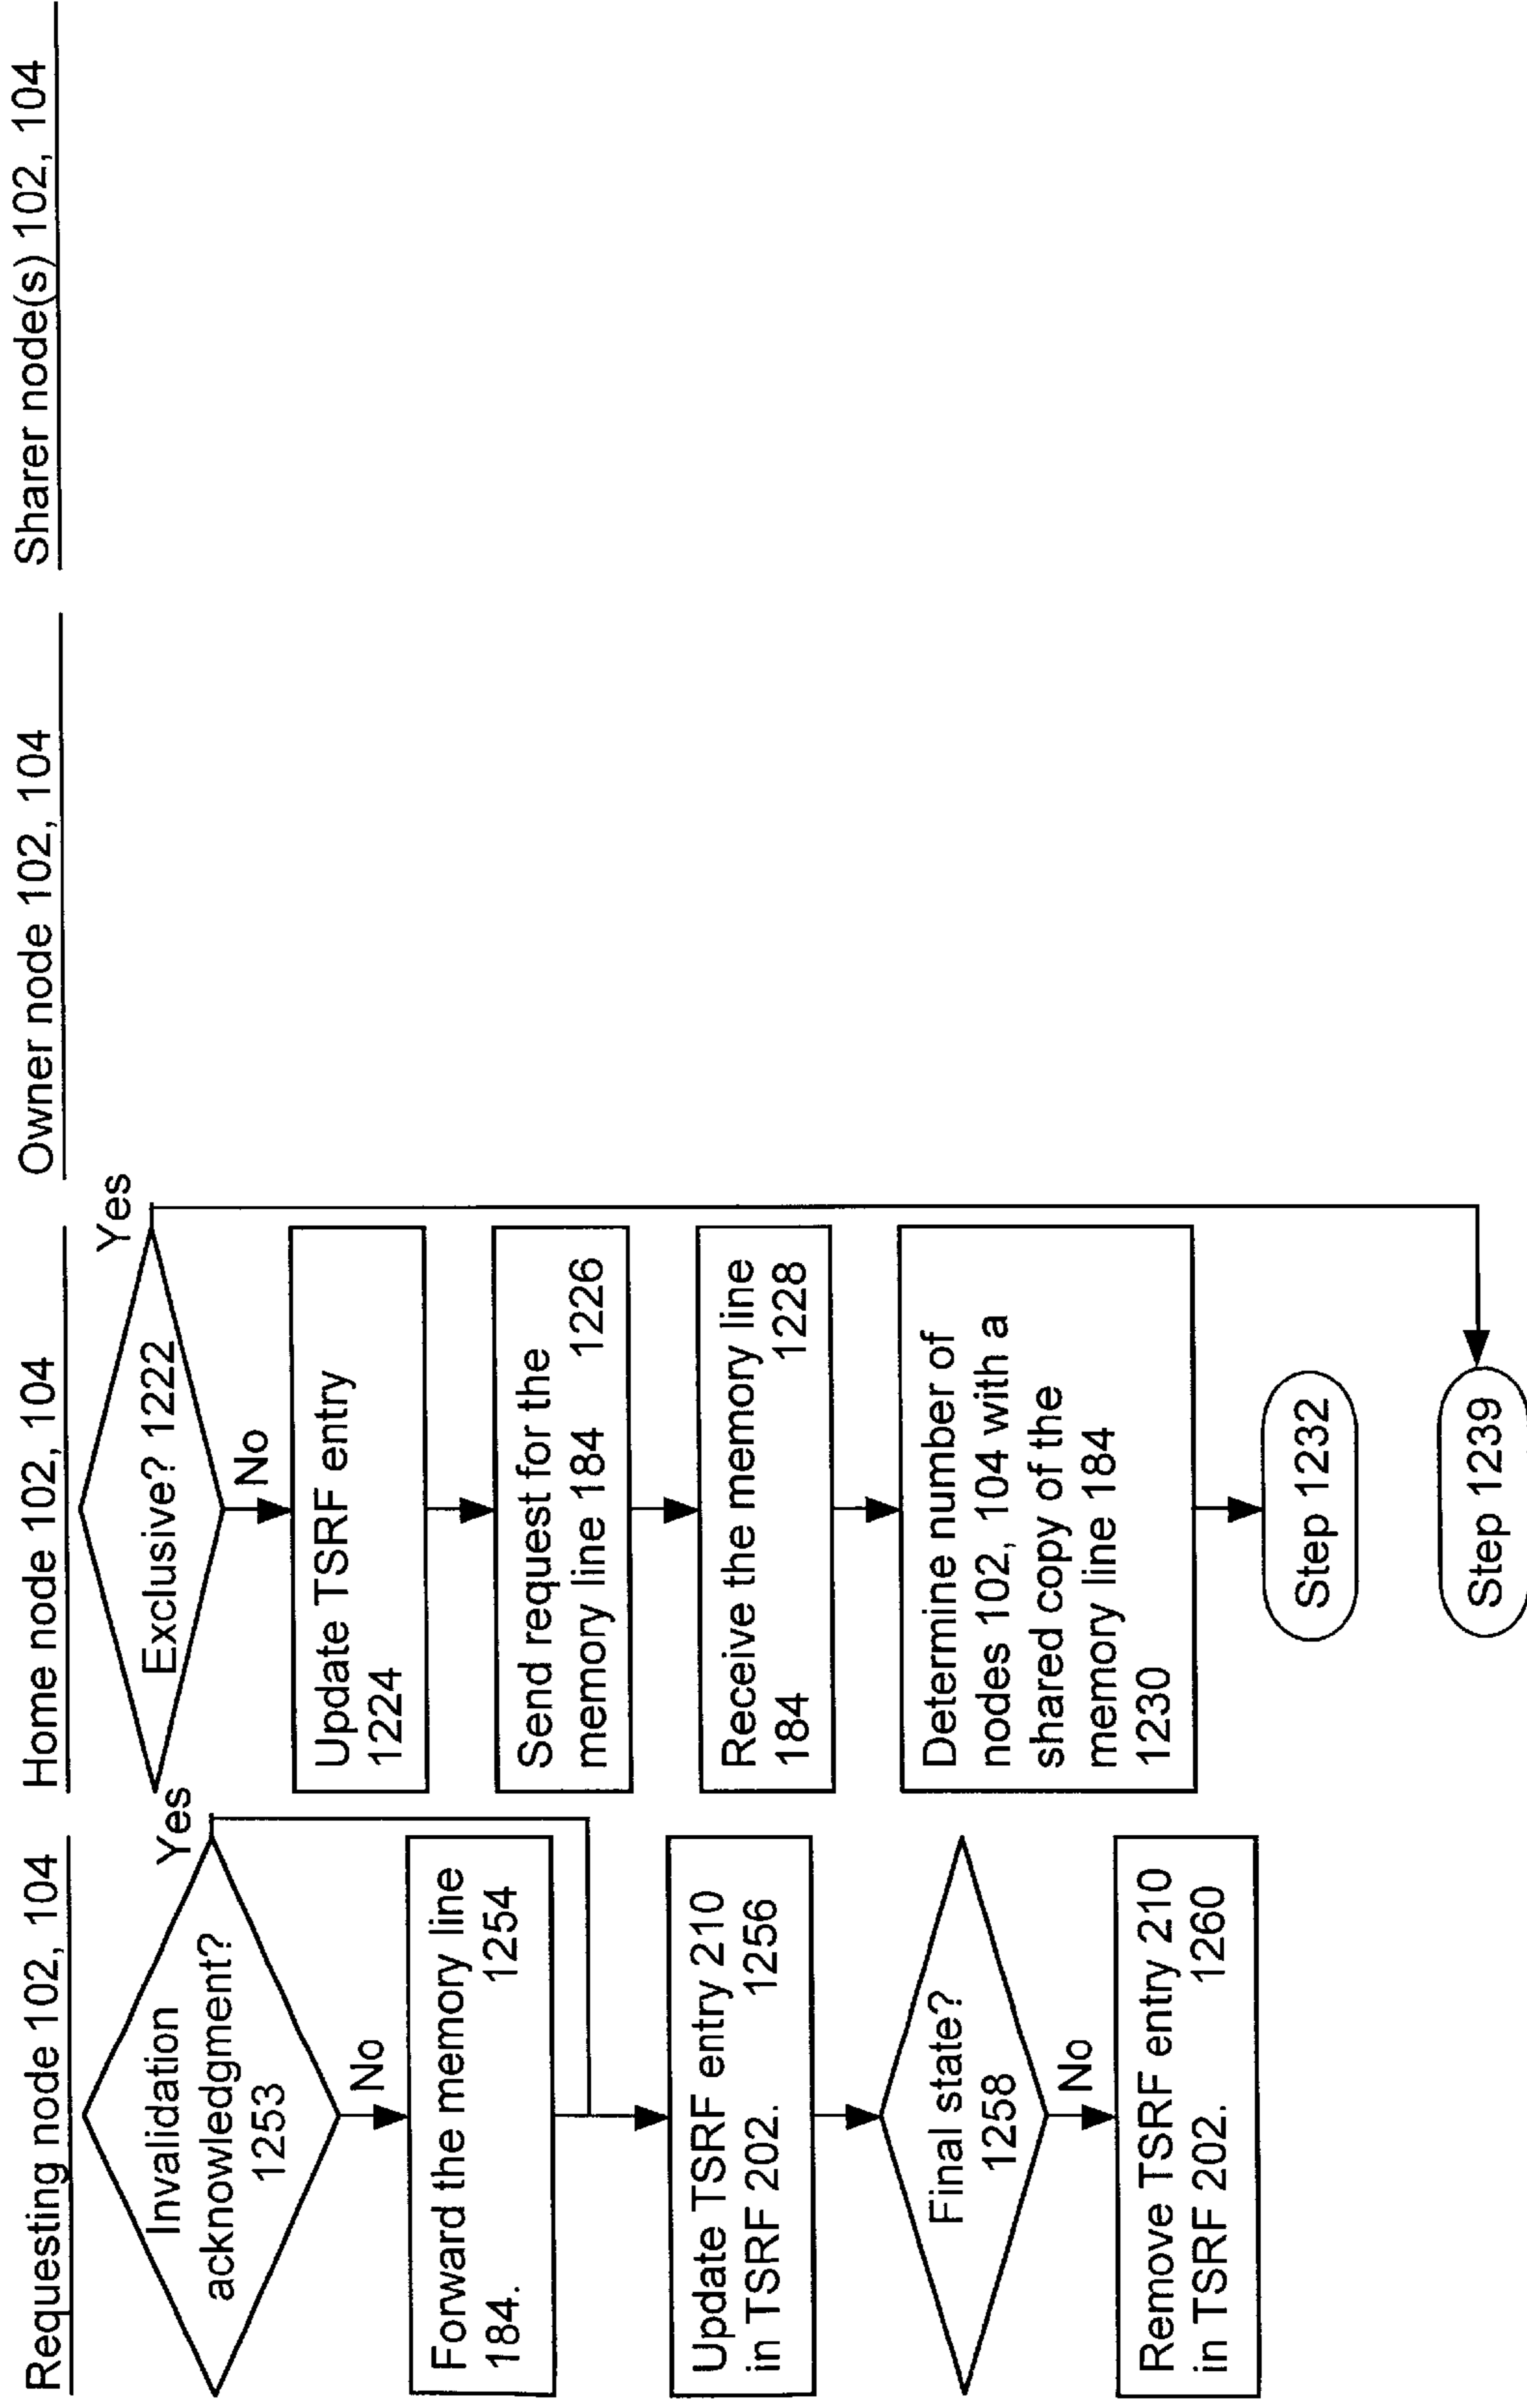 Requesting node 102, 104
Invalidation
acknowledgment?
1253
Yes
No
Forward the memory line
184. 1254
Update TSRF entry 210
in TSRF 202. 1256
Final state?
1258
No
Remove TSRF entry 210
in TSRF 202. 1260
Home node 102, 104
Exclusive? 1222
Yes
No
Update TSRF entry
1224
Send request for the
memory line 184 1226
Receive the memory line
184 1228
Determine number of
nodes 102, 104 with a
shared copy of the
memory line 184
1230
Step 1232
Step 1239
Owner node 102, 104
Sharer node(s) 102, 104